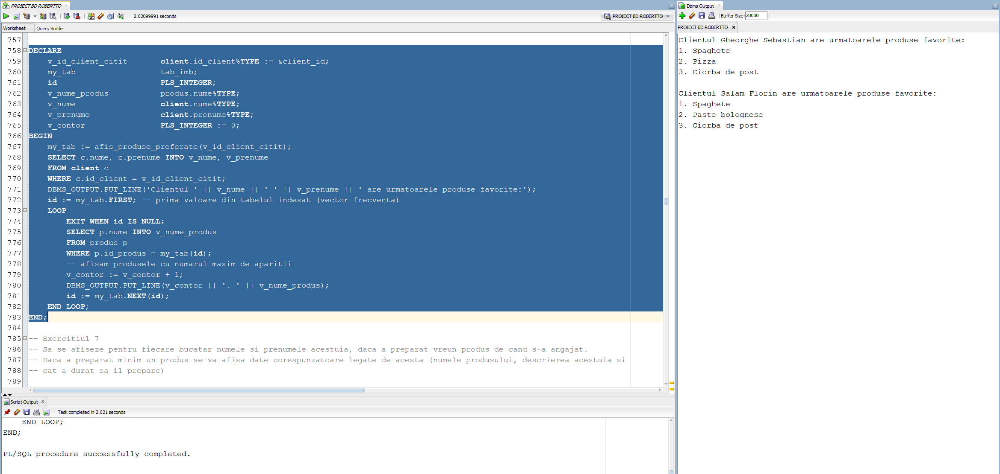 PROIECT BD ROBERTTO
2.02099991 seconds
PROIECT BD ROBERTTO
Worksheet
Query Builder
757
758 DECLARE
759     v_id_client_citit       client.id_client%TYPE := &client_id;
760     my_tab                  tab_imb;
761     id                      PLS_INTEGER;
762     v_nume_produs           produs.nume%TYPE;
763     v_nume                  client.nume%TYPE;
764     v_prenume               client.prenume%TYPE;
765     v_contor                PLS_INTEGER := 0;
766 BEGIN
767     my_tab := afis_produse_preferate(v_id_client_citit);
768     SELECT c.nume, c.prenume INTO v_nume, v_prenume
769     FROM client c
770     WHERE c.id_client = v_id_client_citit;
771     DBMS_OUTPUT.PUT_LINE('Clientul ' || v_nume || ' ' || v_prenume || ' are urmatoarele produse favorite:');
772     id := my_tab.FIRST; -- prima valoare din tabelul indexat (vector frecventa)
773     LOOP
774         EXIT WHEN id IS NULL;
775         SELECT p.nume INTO v_nume_produs
776         FROM produs p
777         WHERE p.id_produs = my_tab(id);
778         -- afisam produsele cu numarul maxim de aparitii
779         v_contor := v_contor + 1;
780         DBMS_OUTPUT.PUT_LINE(v_contor || '. ' || v_nume_produs);
781         id := my_tab.NEXT(id);
782     END LOOP;
783 END;
784
785 -- Exercitiul 7
786 -- Sa se afiseze pentru fiecare bucatar numele si prenumele acestuia, daca a preparat vreun produs de cand s-a angajat.
787 -- Daca a preparat minim un produs se va afisa date corespunzatoare legate de acesta (numele produsului, descrierea acestuia si
788 -- cat a durat sa il prepare)
789
Script Output
Task completed in 2.021 seconds
    END LOOP;
END;
PL/SQL procedure successfully completed.
Dbms Output
Buffer Size: 20000
PROIECT BD ROBERTTO
Clientul Gheorghe Sebastian are urmatoarele produse favorite:
1. Spaghete
2. Pizza
3. Ciorba de post
Clientul Salam Florin are urmatoarele produse favorite:
1. Spaghete
2. Paste bolognese
3. Ciorba de post